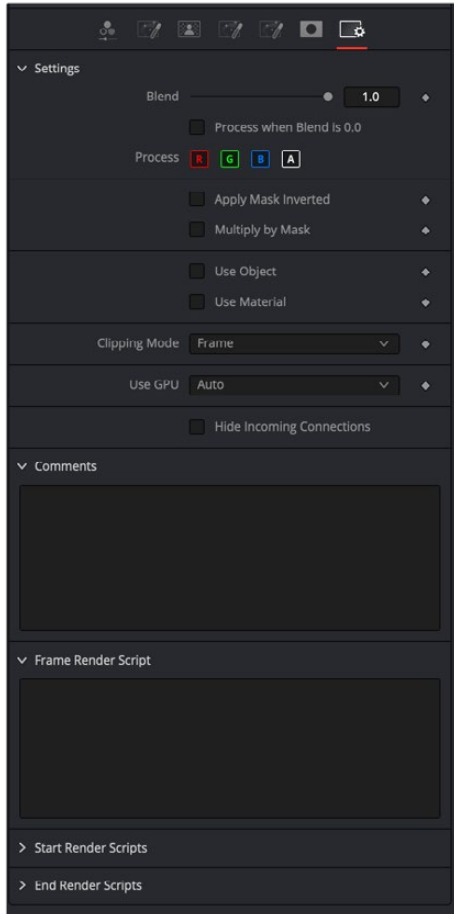 Settings
Blend 1.0
Process when Blend is 0.0
Process R G B A
Apply Mask Inverted
Multiply by Mask
Use Object
Use Material
Clipping Mode Frame
Use GPU Auto
Hide Incoming Connections
Comments
Frame Render Script
Start Render Scripts
End Render Scripts